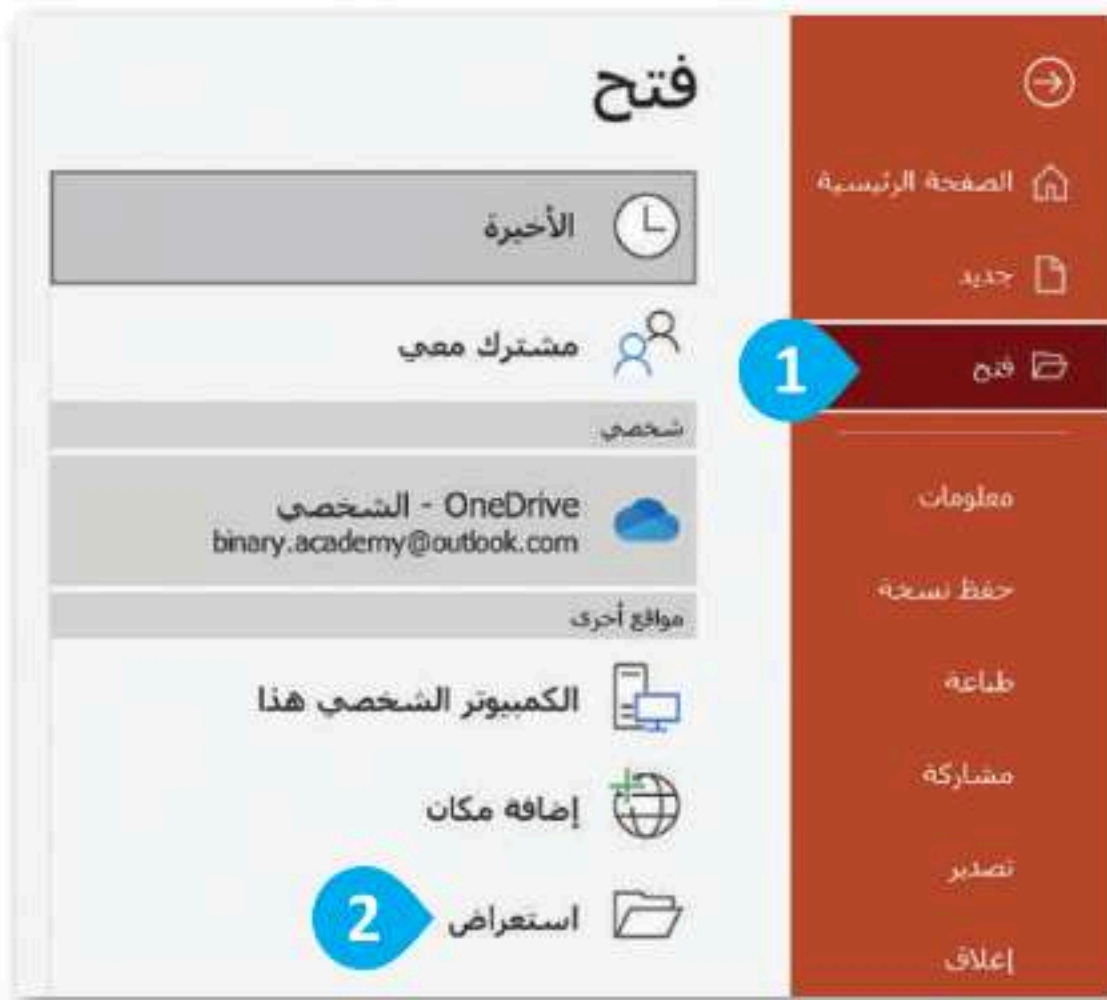 الصفحة الرئيسية
جديد
1
فتح
معلومات
حفظ نسخة
طباعة
مشاركة
تصدير
إغلاق
فتح
الأخيرة
مشترك معي
شخصي
OneDrive - الشخصي
binary.academy@outlook.com
مواقع أخرى
الكمبيوتر الشخصي هذا
إضافة مكان
استعراض
2